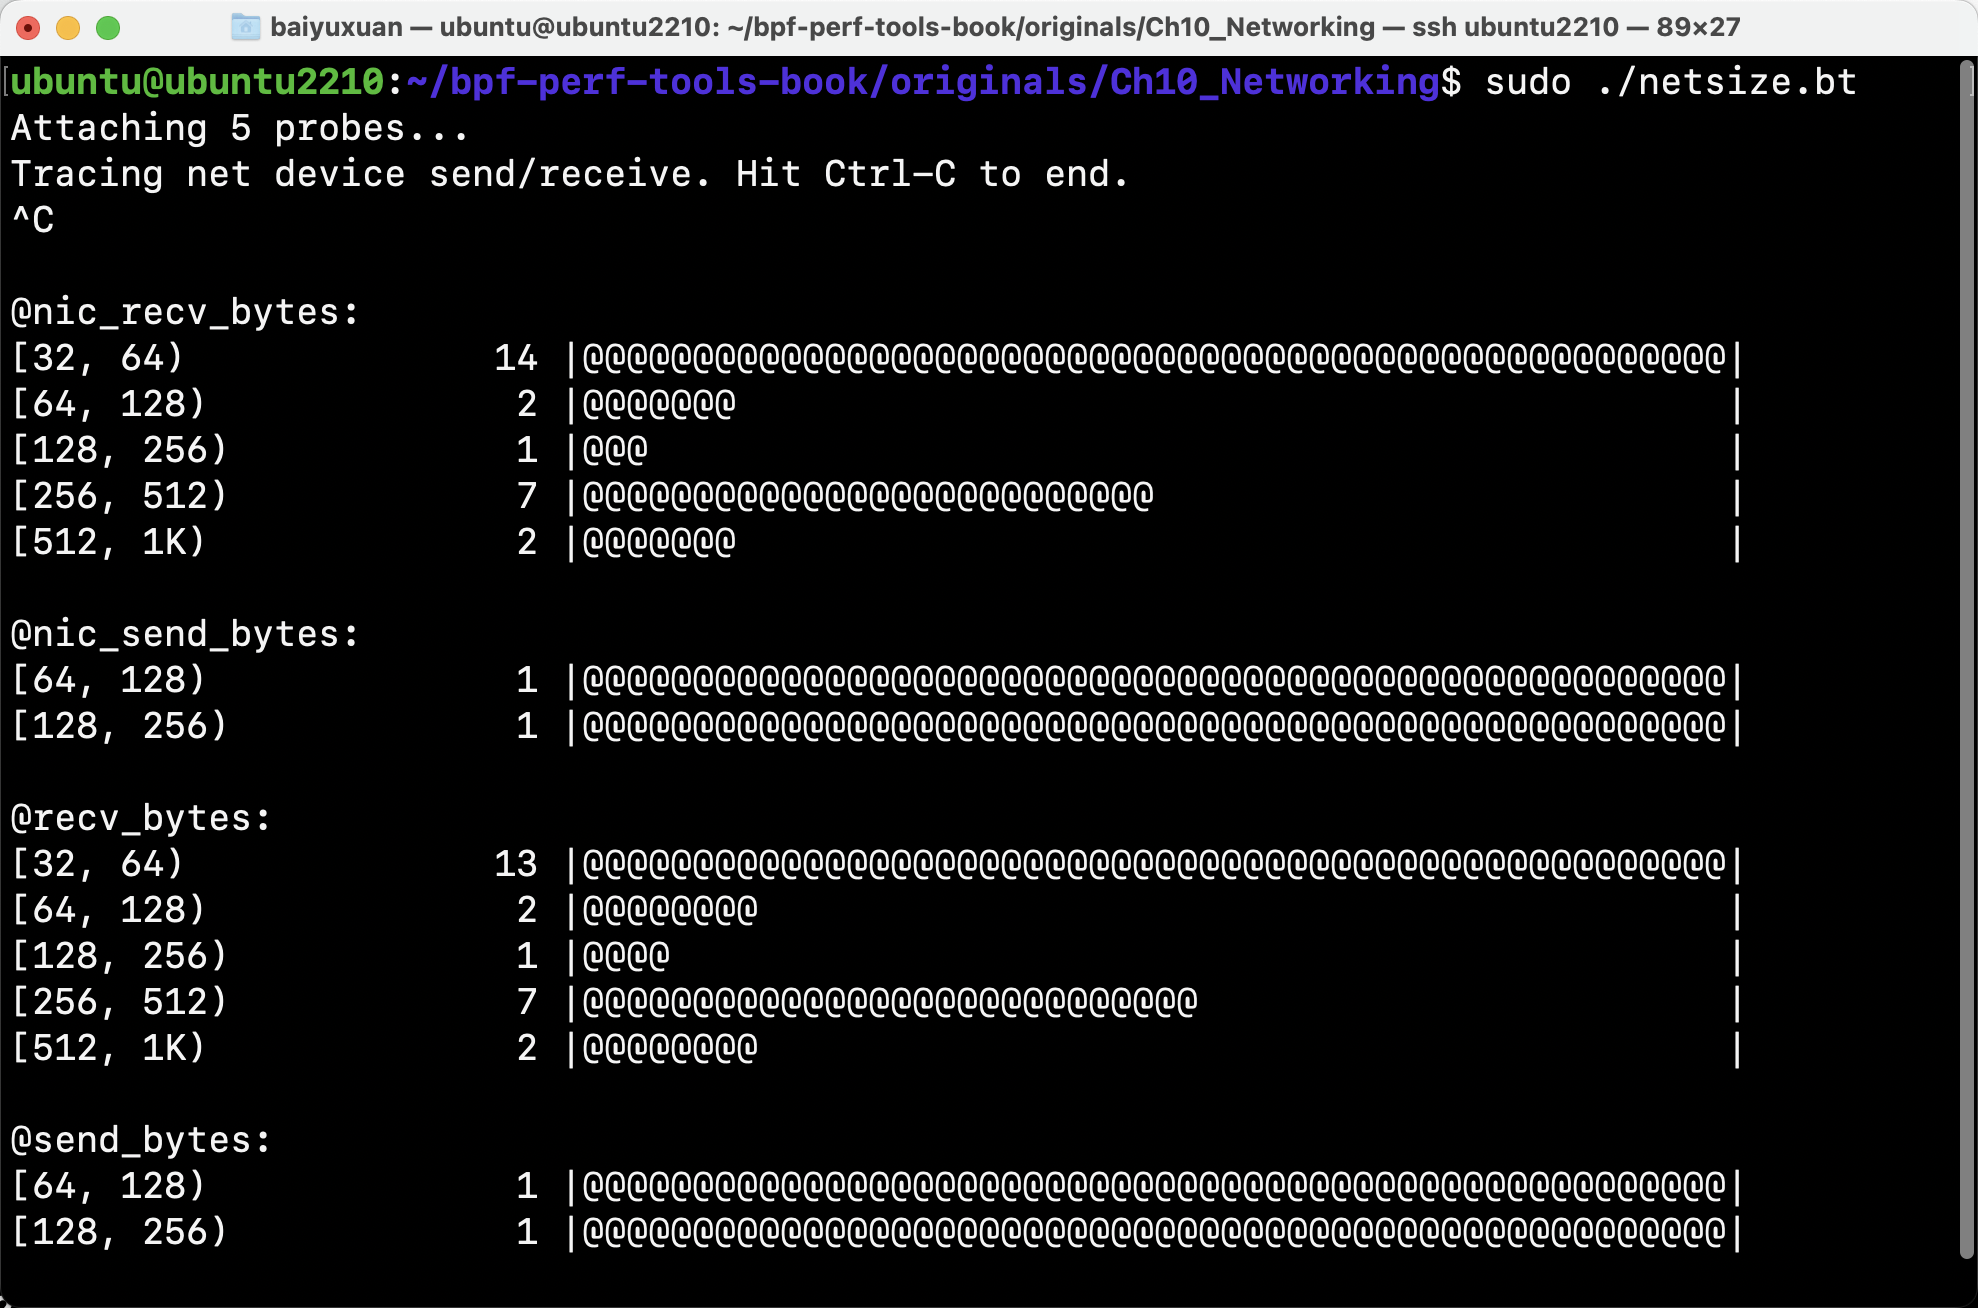 baiyuxuan — ubuntu@ubuntu2210: ~/bpf-perf-tools-book/originals/Ch10_Networking — ssh ubuntu2210 — 89×27
ubuntu@ubuntu2210:~/bpf-perf-tools-book/originals/Ch10_Networking$ sudo ./netsize.bt
Attaching 5 probes...
Tracing net device send/receive. Hit Ctrl-C to end.
^C

@nic_recv_bytes:
[32, 64)              14 |@@@@@@@@@@@@@@@@@@@@@@@@@@@@@@@@@@@@@@@@@@@@@@@@@@@@|
[64, 128)              2 |@@@@@@@                                             |
[128, 256)             1 |@@@                                                 |
[256, 512)             7 |@@@@@@@@@@@@@@@@@@@@@@@@@@                          |
[512, 1K)              2 |@@@@@@@                                             |

@nic_send_bytes:
[64, 128)              1 |@@@@@@@@@@@@@@@@@@@@@@@@@@@@@@@@@@@@@@@@@@@@@@@@@@@@|
[128, 256)             1 |@@@@@@@@@@@@@@@@@@@@@@@@@@@@@@@@@@@@@@@@@@@@@@@@@@@@|

@recv_bytes:
[32, 64)              13 |@@@@@@@@@@@@@@@@@@@@@@@@@@@@@@@@@@@@@@@@@@@@@@@@@@@@|
[64, 128)              2 |@@@@@@@@                                            |
[128, 256)             1 |@@@@                                                |
[256, 512)             7 |@@@@@@@@@@@@@@@@@@@@@@@@@@@@                        |
[512, 1K)              2 |@@@@@@@@                                            |

@send_bytes:
[64, 128)              1 |@@@@@@@@@@@@@@@@@@@@@@@@@@@@@@@@@@@@@@@@@@@@@@@@@@@@|
[128, 256)             1 |@@@@@@@@@@@@@@@@@@@@@@@@@@@@@@@@@@@@@@@@@@@@@@@@@@@@|